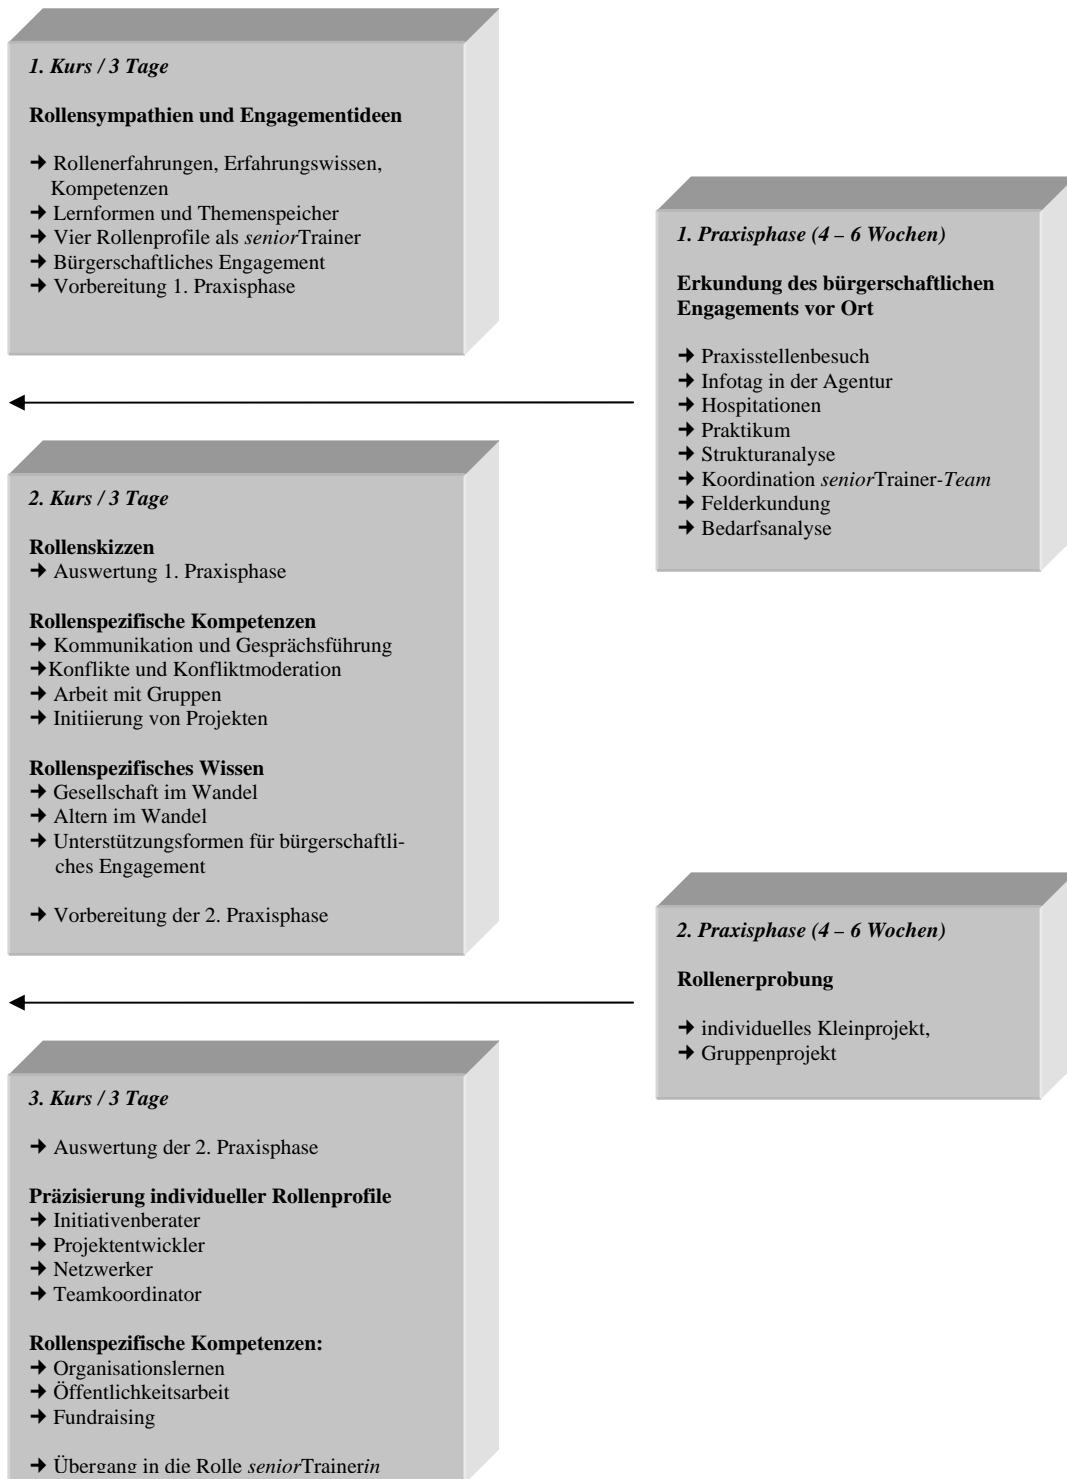 1. Kurs / 3 Tage
Rollensympathien und Engagementideen
➔ Rollenerfahrungen, Erfahrungswissen,
Kompetenzen
➔ Lernformen und Themenspeicher
➔ Vier Rollenprofile als seniorTrainer
➔ Bürgerschaftliches Engagement
➔ Vorbereitung 1. Praxisphase
1. Praxisphase (4 – 6 Wochen)
Erkundung des bürgerschaftlichen
Engagements vor Ort
➔ Praxisstellenbesuch
➔ Infotag in der Agentur
➔ Hospitationen
➔ Praktikum
➔ Strukturanalyse
➔ Koordination seniorTrainer-Team
➔ Felderkundung
➔ Bedarfsanalyse
2. Kurs / 3 Tage
Rollenskizzen
➔ Auswertung 1. Praxisphase
Rollenspezifische Kompetenzen
➔ Kommunikation und Gesprächsführung
➔Konflikte und Konfliktmoderation
➔ Arbeit mit Gruppen
➔ Initiierung von Projekten
Rollenspezifisches Wissen
➔ Gesellschaft im Wandel
➔ Altern im Wandel
➔ Unterstützungsformen für bürgerschaftli-
ches Engagement
➔ Vorbereitung der 2. Praxisphase
2. Praxisphase (4 – 6 Wochen)
Rollenerprobung
➔ individuelles Kleinprojekt,
➔ Gruppenprojekt
3. Kurs / 3 Tage
➔ Auswertung der 2. Praxisphase
Präzisierung individueller Rollenprofile
➔ Initiativenberater
➔ Projektentwickler
➔ Netzwerker
➔ Teamkoordinator
Rollenspezifische Kompetenzen:
➔ Organisationslernen
➔ Öffentlichkeitsarbeit
➔ Fundraising
➔ Übergang in die Rolle seniorTrainerin